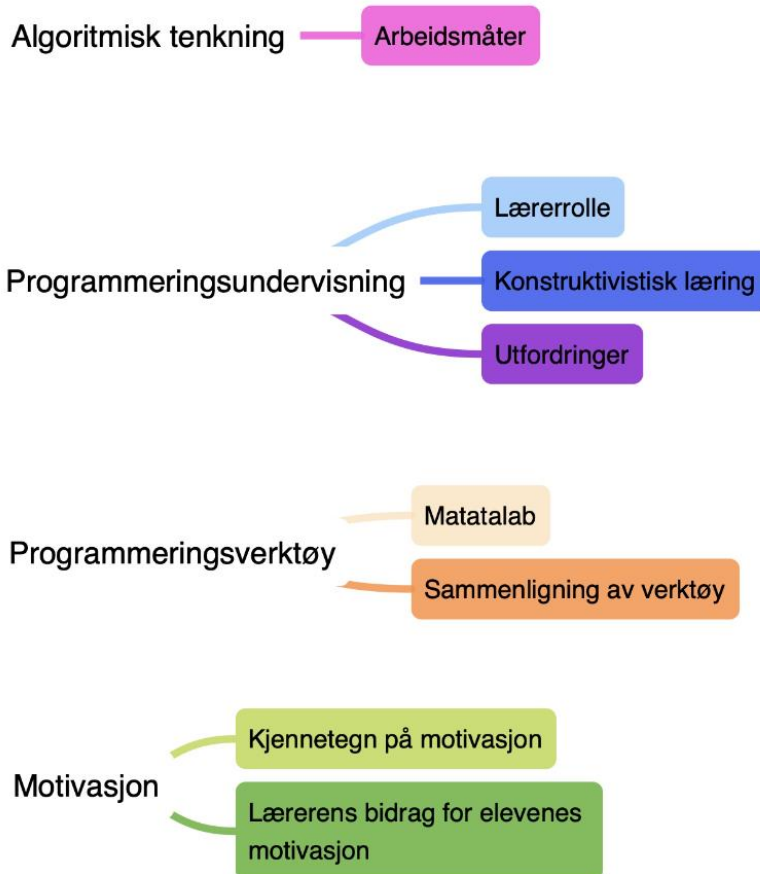 Algoritmisk tenkning
Arbeidsmåter
Lærerrolle
Programmeringsundervisning
Konstruktivistisk læring
Utfordringer
Matatalab
Programmeringsverktøy
Sammenligning av verktøy
Kjennetegn på motivasjon
Motivasjon
Lærerens bidrag for elevenes
motivasjon